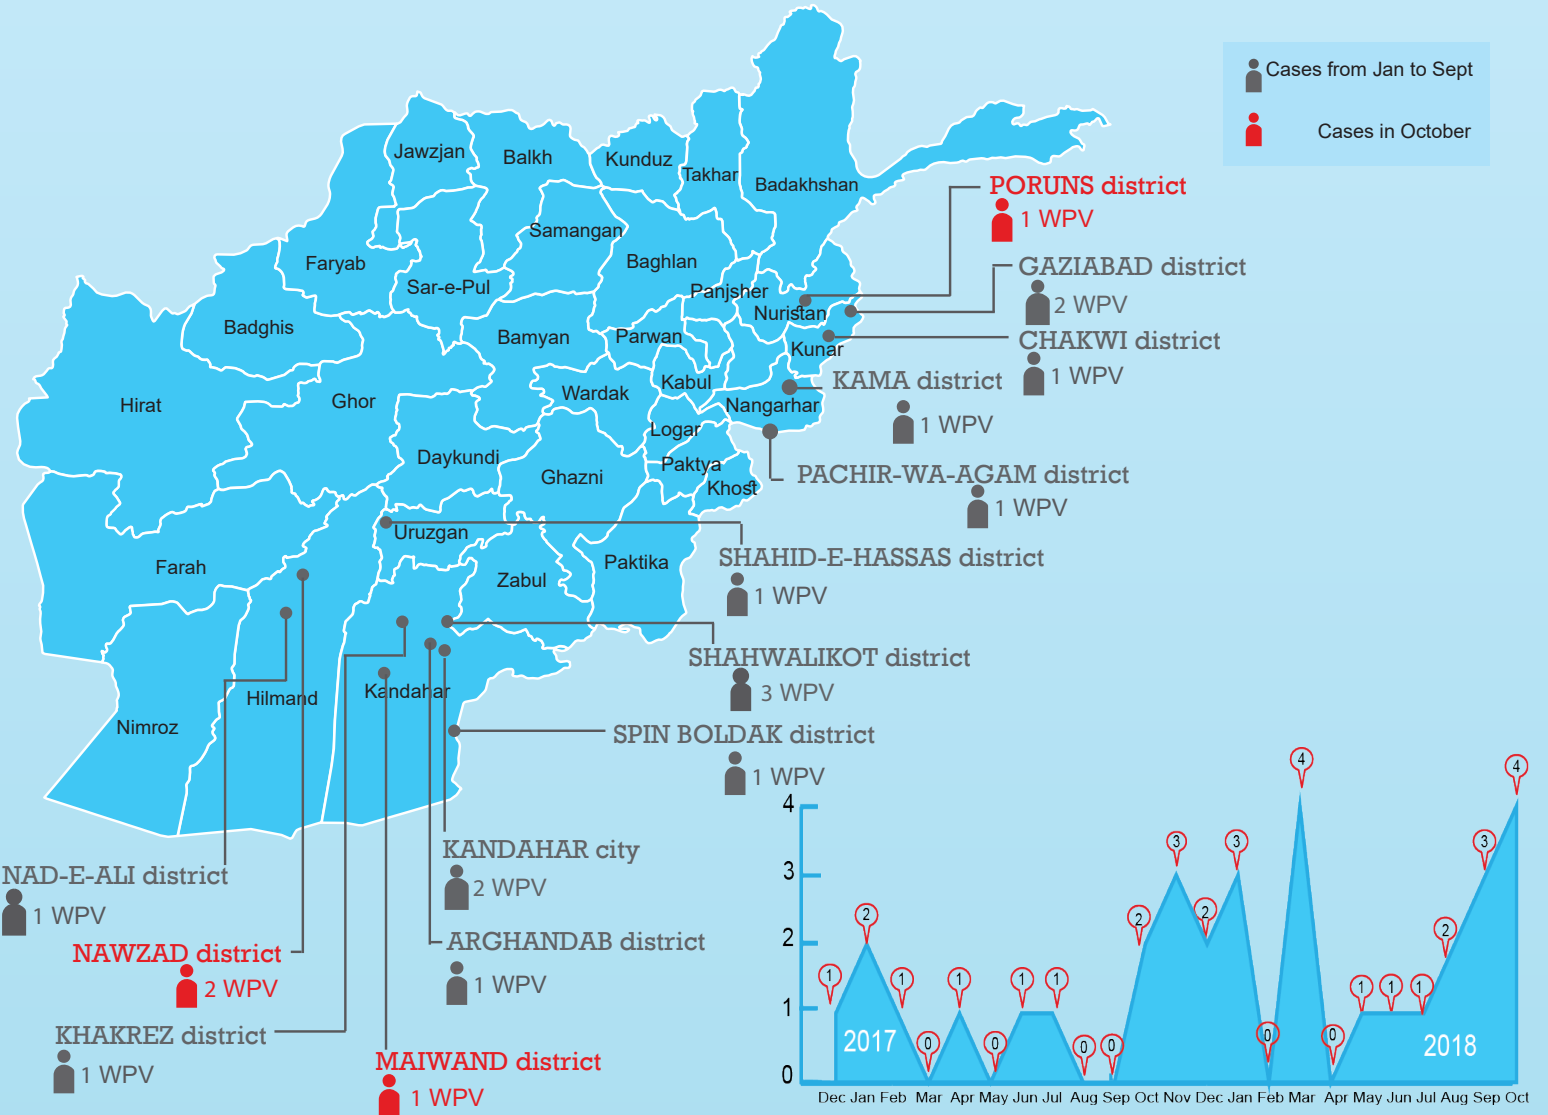 Cases from Jan to Sept
Cases in October
Jawzjan
Balkh
Kunduz
Takhar
Badakhshan
Samangan
Faryab
Sar-e-Pul
Baghlan
Panjsher
Nuristan
Badghis
Bamyan
Parwan
Kunar
Hirat
Ghor
Wardak
Kabul
Nangarhar
Logar
Daykundi
Ghazni
Paktya
Khost
Uruzgan
Farah
Zabul
Paktika
Hilmand
Kandahar
Nimroz
PORUNS district
1 WPV
GAZIABAD district
2 WPV
CHAKWI district
1 WPV
KAMA district
1 WPV
PACHIR-WA-AGAM district
1 WPV
SHAHID-E-HASSAS district
1 WPV
SHAHWALIKOT district
3 WPV
SPIN BOLDAK district
1 WPV
KANDAHAR city
2 WPV
ARGHANDAB district
1 WPV
NAD-E-ALI district
1 WPV
NAWZAD district
2 WPV
KHAKREZ district
1 WPV
MAIWAND district
1 WPV
4
3
2
1
0
1 2 1 0 1 0 1 1 0 0 2 3 2 3 0 4 0 1 1 1 2 3 4
2017
2018
Dec Jan Feb Mar Apr May Jun Jul Aug Sep Oct Nov Dec Jan Feb Mar Apr May Jun Jul Aug Sep Oct